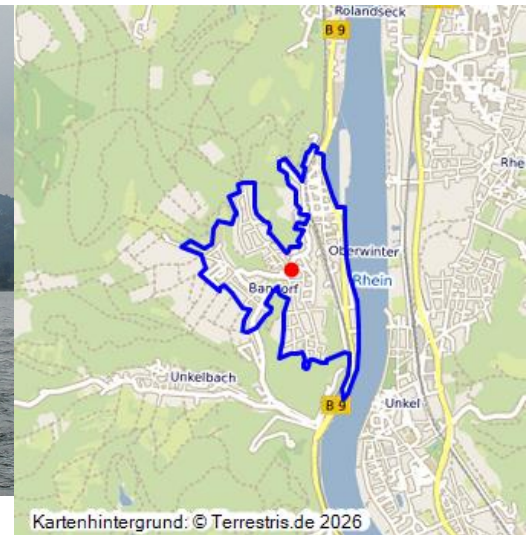 Rolandseck
B 9
Rhe
Oberwinter
Rhein
Bandorf
Unkelbach
B 9
Unkel
Kartenhintergrund: © Terrestris.de 2026